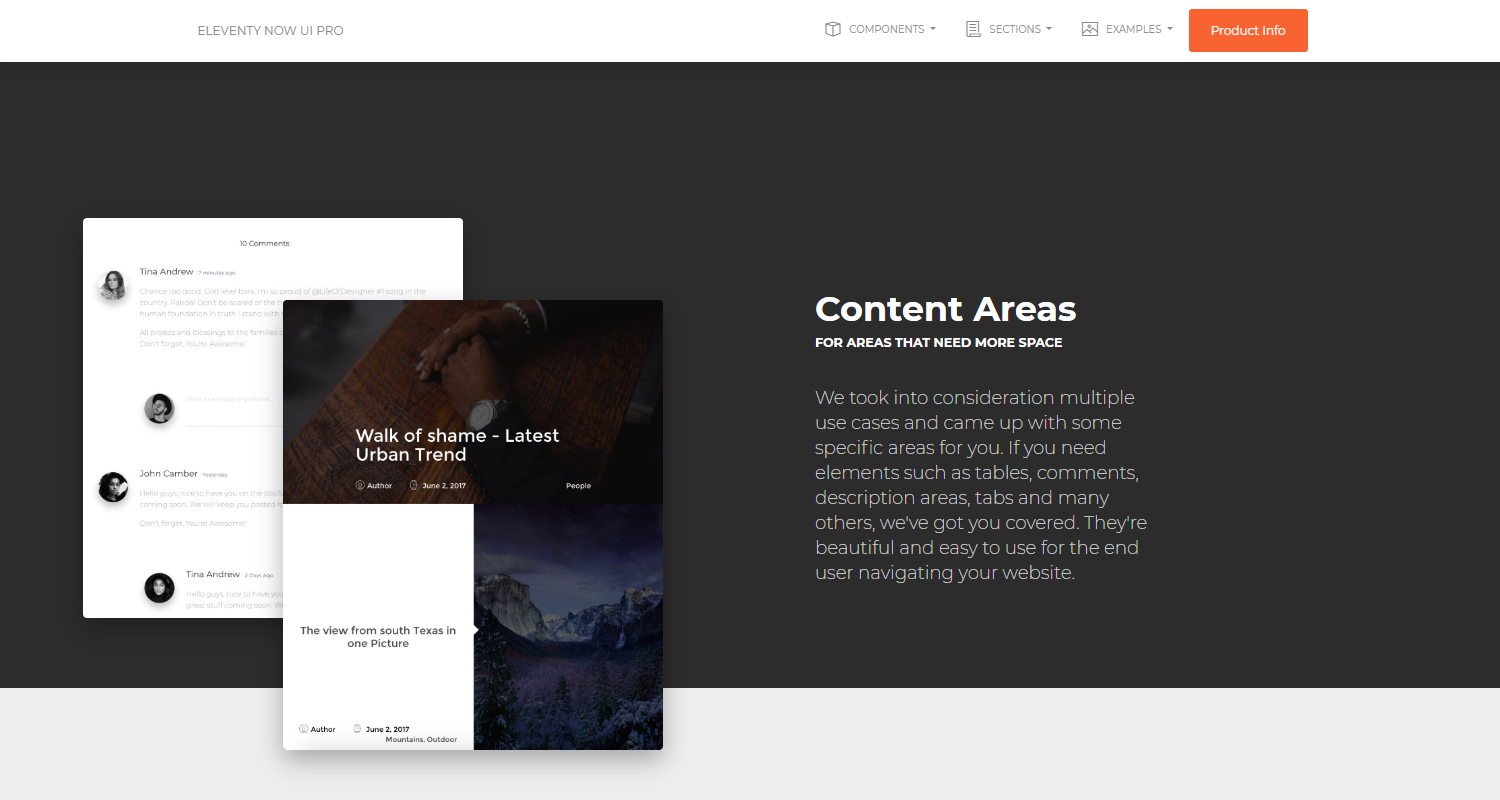 ELEVENTY NOW UI PRO
COMPONENTS
SECTIONS
EXAMPLES
Product Info
10 Comments
Tina Andrew · 7 minutes ago
Chance too good. God level bars. I'm so proud of @LifeOfDesigner #1 song in the
country. Panda! Don't be scared of the
human foundation in truth I stand with
All praises and blessings to the families
Don't forget, You're Awesome!
Write a nice reply or go home...
John Camber · Yesterday
Hello guys, nice to have you on the
coming soon. We will keep you posted
Don't forget, You're Awesome!
Tina Andrew · 2 Days Ago
Hello guys, nice to have you
great stuff coming soon.
Walk of shame - Latest
Urban Trend
Author
June 2, 2017
People
The view from south Texas in
one Picture
Author
June 2, 2017
Mountains, Outdoor
Content Areas
FOR AREAS THAT NEED MORE SPACE
We took into consideration multiple
use cases and came up with some
specific areas for you. If you need
elements such as tables, comments,
description areas, tabs and many
others, we've got you covered. They're
beautiful and easy to use for the end
user navigating your website.